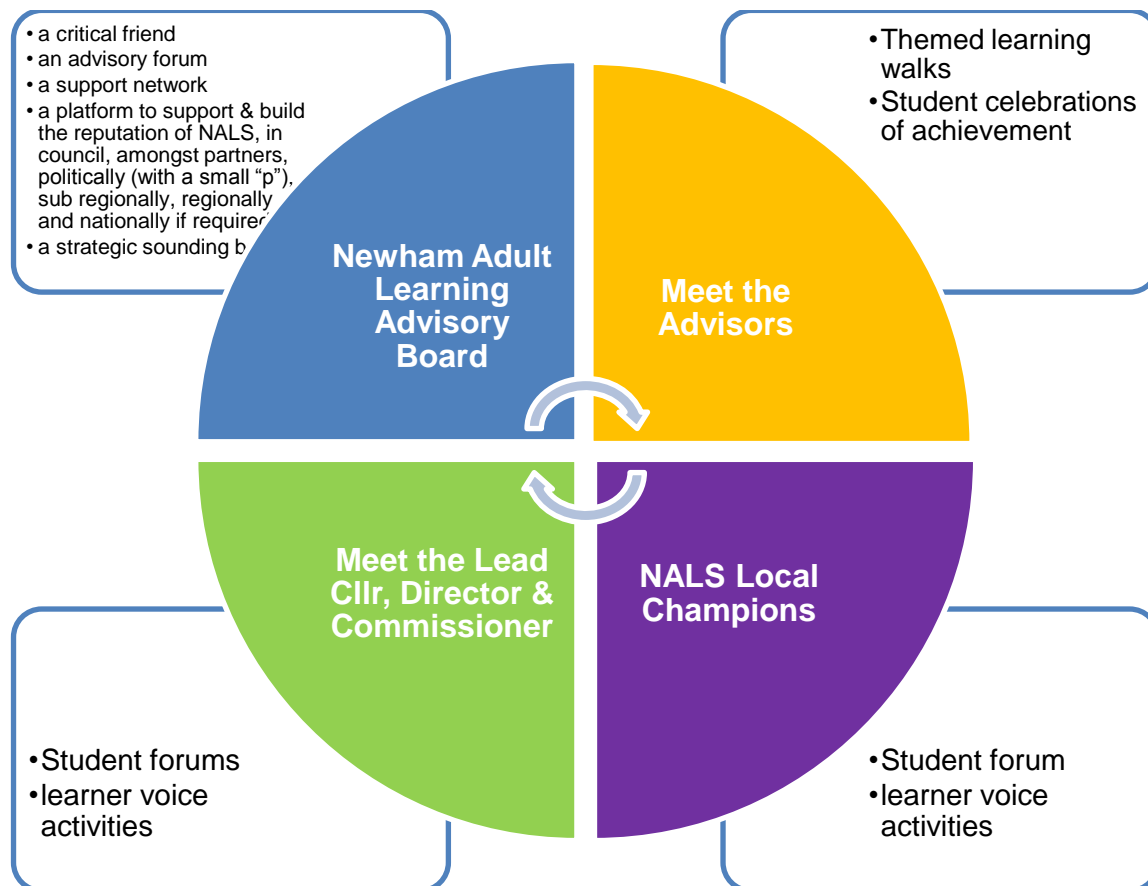 • a critical friend
• an advisory forum
• a support network
• a platform to support & build
the reputation of NALS, in
council, amongst partners,
politically (with a small “p”),
sub regionally, regionally
and nationally if required
• a strategic sounding
Newham Adult
Learning
Advisory
Board
•Themed learning
walks
•Student celebrations
of achievement
Meet the
Advisors
Meet the Lead
Cllr, Director &
Commissioner
•Student forums
•learner voice
activities
NALS Local
Champions
•Student forum
•learner voice
activities